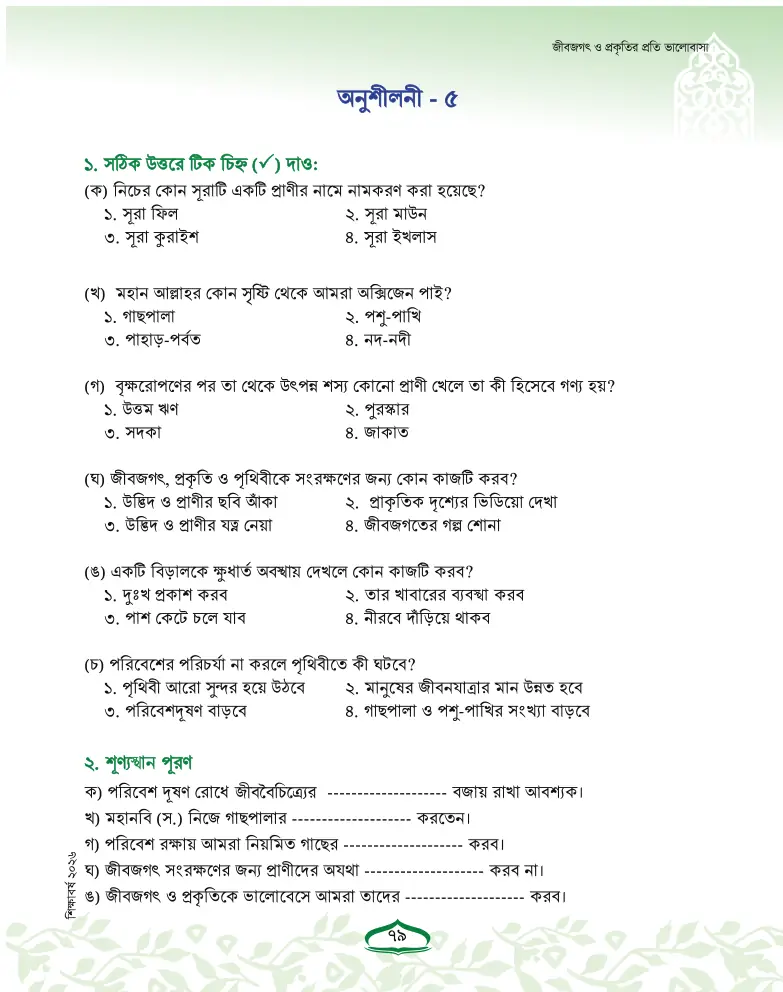 জীবজগৎ ও প্রকৃতির প্রতি ভালোবাসা
অনুশীলনী - ৫
১. সঠিক উত্তরে টিক চিহ্ন (✓) দাও:
(ক) নিচের কোন সূরাটি একটি প্রাণীর নামে নামকরণ করা হয়েছে?
১. সূরা ফিল ২. সূরা মাউন
৩. সূরা কুরাইশ ৪. সূরা ইখলাস
(খ) মহান আল্লাহর কোন সৃষ্টি থেকে আমরা অক্সিজেন পাই?
১. গাছপালা ২. পশু-পাখি
৩. পাহাড়-পর্বত ৪. নদ-নদী
(গ) বৃক্ষরোপণের পর তা থেকে উৎপন্ন শস্য কোনো প্রাণী খেলে তা কী হিসেবে গণ্য হয়?
১. উত্তম ঋণ ২. পুরস্কার
৩. সদকা ৪. জাকাত
(ঘ) জীবজগৎ, প্রকৃতি ও পৃথিবীকে সংরক্ষণের জন্য কোন কাজটি করব?
১. উদ্ভিদ ও প্রাণীর ছবি আঁকা ২. প্রাকৃতিক দৃশ্যের ভিডিয়ো দেখা
৩. উদ্ভিদ ও প্রাণীর যত্ন নেয়া ৪. জীবজগতের গল্প শোনা
(ঙ) একটি বিড়ালকে ক্ষুধার্ত অবস্থায় দেখলে কোন কাজটি করব?
১. দুঃখ প্রকাশ করব ২. তার খাবারের ব্যবস্থা করব
৩. পাশ কেটে চলে যাব ৪. নীরবে দাঁড়িয়ে থাকব
(চ) পরিবেশের পরিচর্যা না করলে পৃথিবীতে কী ঘটবে?
১. পৃথিবী আরো সুন্দর হয়ে উঠবে ২. মানুষের জীবনযাত্রার মান উন্নত হবে
৩. পরিবেশদূষণ বাড়বে ৪. গাছপালা ও পশু-পাখির সংখ্যা বাড়বে
২. শূণ্যস্থান পূরণ
ক) পরিবেশ দূষণ রোধে জীববৈচিত্র্যের -------------------- বজায় রাখা আবশ্যক।
খ) মহানবি (স.) নিজে গাছপালার -------------------- করতেন।
গ) পরিবেশ রক্ষায় আমরা নিয়মিত গাছের -------------------- করব।
ঘ) জীবজগৎ সংরক্ষণের জন্য প্রাণীদের অযথা -------------------- করব না।
ঙ) জীবজগৎ ও প্রকৃতিকে ভালোবেসে আমরা তাদের -------------------- করব।
শিক্ষাবর্ষ ২০২৬
৭৯